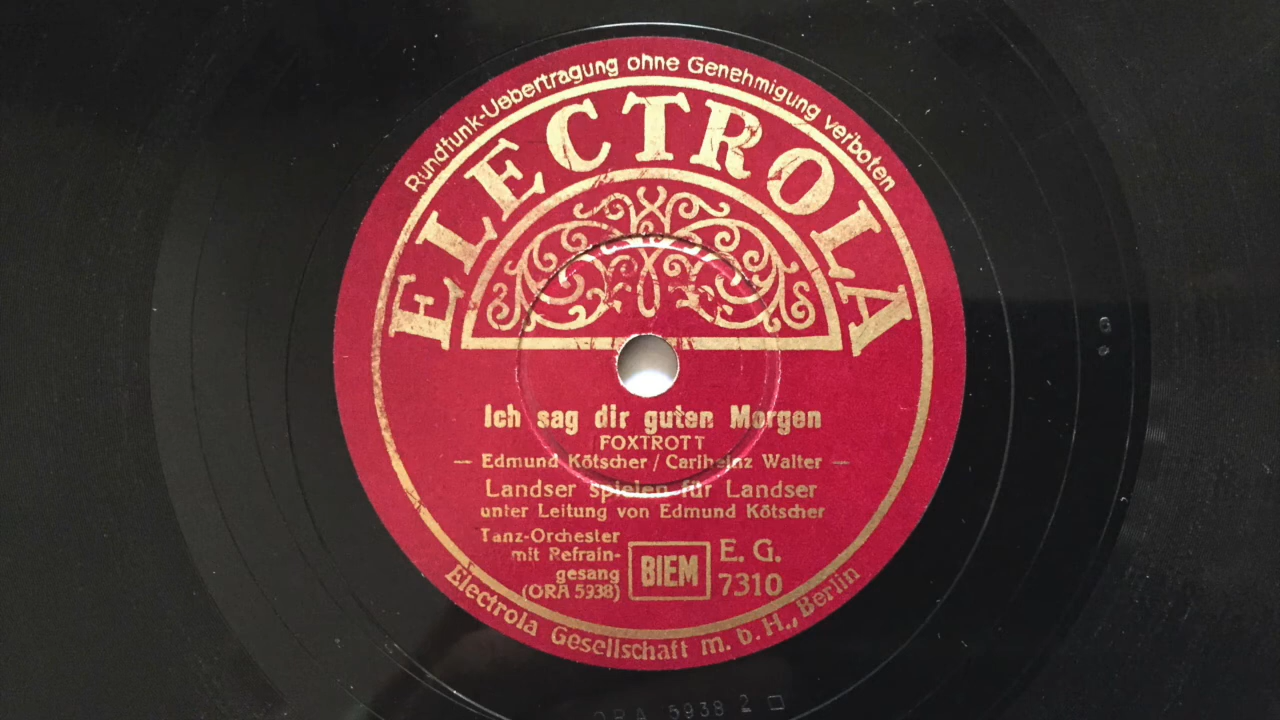 Rundfunk-Uebertragung ohne Genehmigung verboten
ELECTROLA
Ich sag dir guten Morgen
FOXTROTT
— Edmund Kötscher / Carlheinz Walter —
Landser spielen für Landser
unter Leitung von Edmund Kötscher
Tanz-Orchester
mit Refrain-
gesang
(ORA 5938)
BIEM
E. G.
7310
Electrola Gesellschaft m. b. H., Berlin
ORA 5938 2